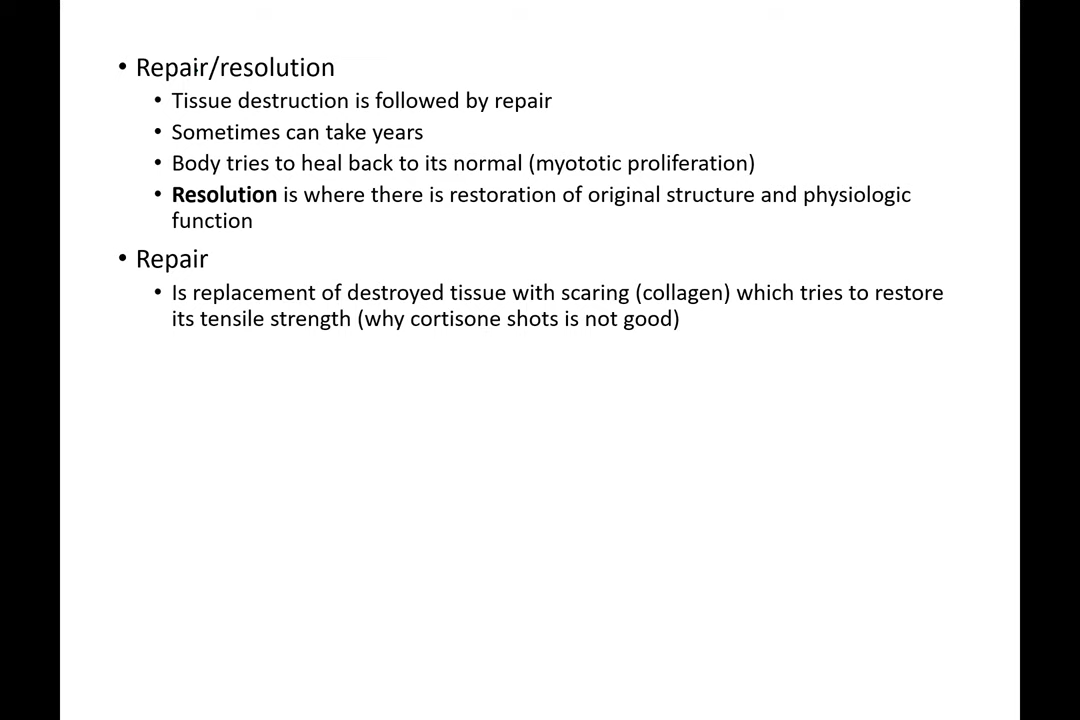 • Repair/resolution
• Tissue destruction is followed by repair
• Sometimes can take years
• Body tries to heal back to its normal (myototic proliferation)
• Resolution is where there is restoration of original structure and physiologic
function
• Repair
• Is replacement of destroyed tissue with scaring (collagen) which tries to restore
its tensile strength (why cortisone shots is not good)